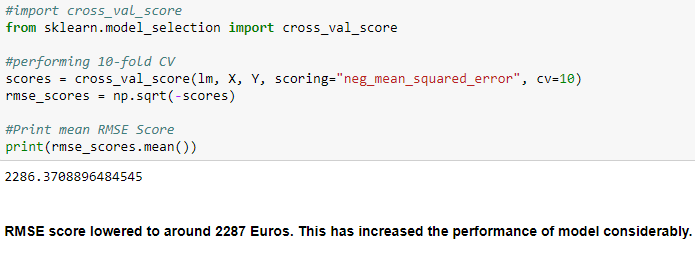 #import cross_val_score
from sklearn.model_selection import cross_val_score
#performing 10-fold CV
scores = cross_val_score(lm, X, Y, scoring="neg_mean_squared_error", cv=10)
rmse_scores = np.sqrt(-scores)
#Print mean RMSE Score
print(rmse_scores.mean())
2286.3708896484545
RMSE score lowered to around 2287 Euros. This has increased the performance of model considerably.